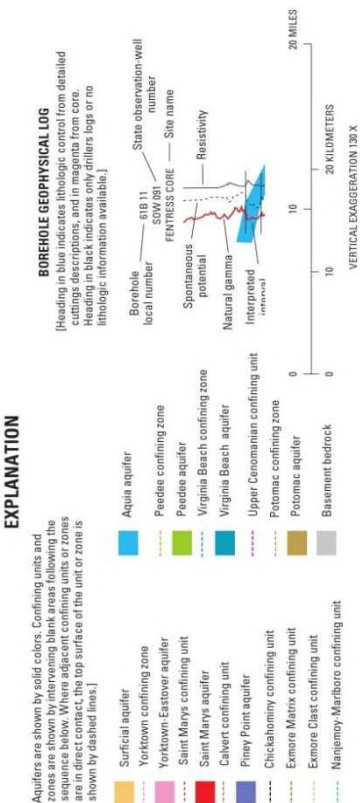 EXPLANATION
Aquifers are shown by solid colors. Confining units and
zones are shown by intervening blank areas following the
sequence below. Where adjacent confining units or zones
are in direct contact, the top surface of the unit or zone is
shown by dashed lines.]
Surficial aquifer
Yorktown confining zone
Yorktown-Eastover aquifer
Saint Marys confining unit
Saint Marys aquifer
Calvert confining unit
Piney Point aquifer
Chickahominy confining unit
Exmore Matrix confining unit
Exmore Clast confining unit
Nanjemoy-Marlboro confining unit
Aquia aquifer
Peedee confining zone
Peedee aquifer
Virginia Beach confining zone
Virginia Beach aquifer
Upper Cenomanian confining unit
Potomac confining zone
Potomac aquifer
Basement bedrock
BOREHOLE GEOPHYSICAL LOG
[Heading in blue indicates lithologic control from detailed
cuttings descriptions, and in magenta from core.
Heading in black indicates only drillers logs or no
lithologic information available.]
Borehole
local number
61B 11
SOW 091
FENTRESS CORE
State observation-well
number
Site name
Spontaneous
potential
Resistivity
Natural gamma
Interpreted
interval
0 10 20 MILES
0 10 20 KILOMETERS
VERTICAL EXAGGERATION 130 X